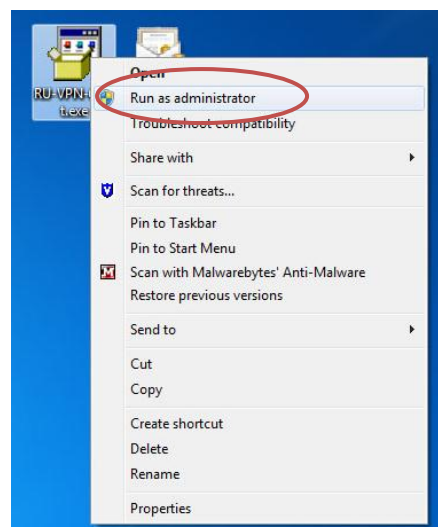 Open
RU-VPN-
t.exe
Run as administrator
Troubleshoot compatibility
Share with
Scan for threats...
Pin to Taskbar
Pin to Start Menu
Scan with Malwarebytes' Anti-Malware
Restore previous versions
Send to
Cut
Copy
Create shortcut
Delete
Rename
Properties